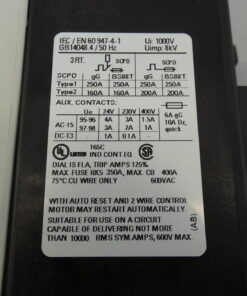 IEC / EN 60 947-4-1 Ui: 1000V
GB14048.4 / 50 Hz Uimp: 8kV
3 RT. SCPD SCPD
SCPD gG BS88T gG BS88T
Type1 250A 250A 250A 250A
Type2 160A 160A 200A 200A
AUX. CONTACTS:
24V 230V 400V
AC-15 95-96 4A 3A 1.5A
97-98 3A 2A 1A
DC-13 1A 0.1A
6A gG
10A Dz,
quick
165C
LISTED IND CONT.EQ
DIAL IS FLA, TRIP AMPS 125%
MAX. FUSE RK5 350A, MAX CB 400A
75°C CU WIRE ONLY 600VAC
WITH AUTO RESET AND 2 WIRE CONTROL
MOTOR MAY RESTART AUTOMATICALLY.
SUITABLE FOR USE ON A CIRCUIT
CAPABLE OF DELIVERING NOT MORE
THAN 10000 RMS SYM.AMPS, 600V MAX.
(AB)